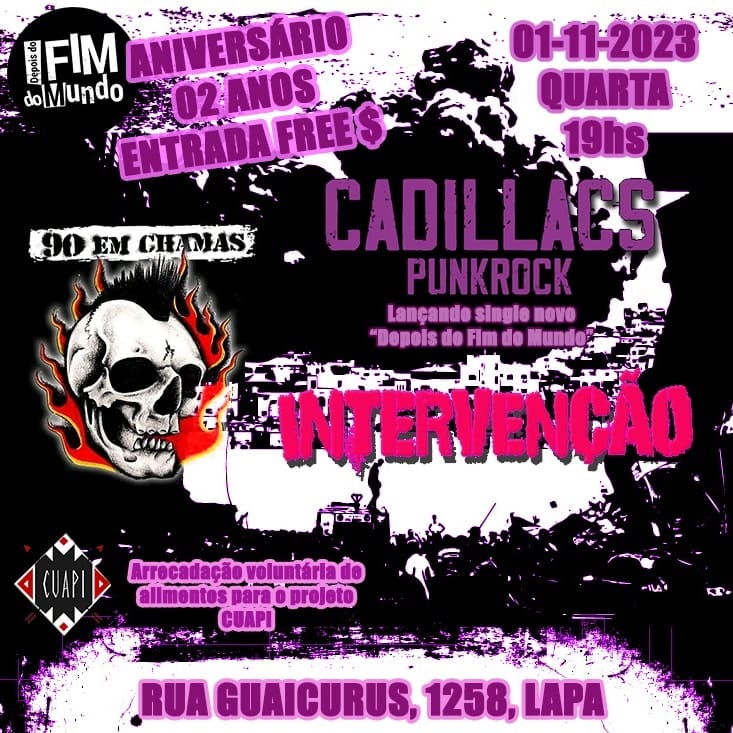 Depois do
FIM
do Mundo
ANIVERSÁRIO
02 ANOS
ENTRADA FREE $
01-11-2023
QUARTA
19hs
CADILLACS
PUNKROCK
Lançando single novo
“Depois do Fim do Mundo”
90 EM CHAMAS
INTERVENÇÃO
CUAPI
Arrecadação voluntária de
alimentos para o projeto
CUAPI
RUA GUAICURUS, 1258, LAPA